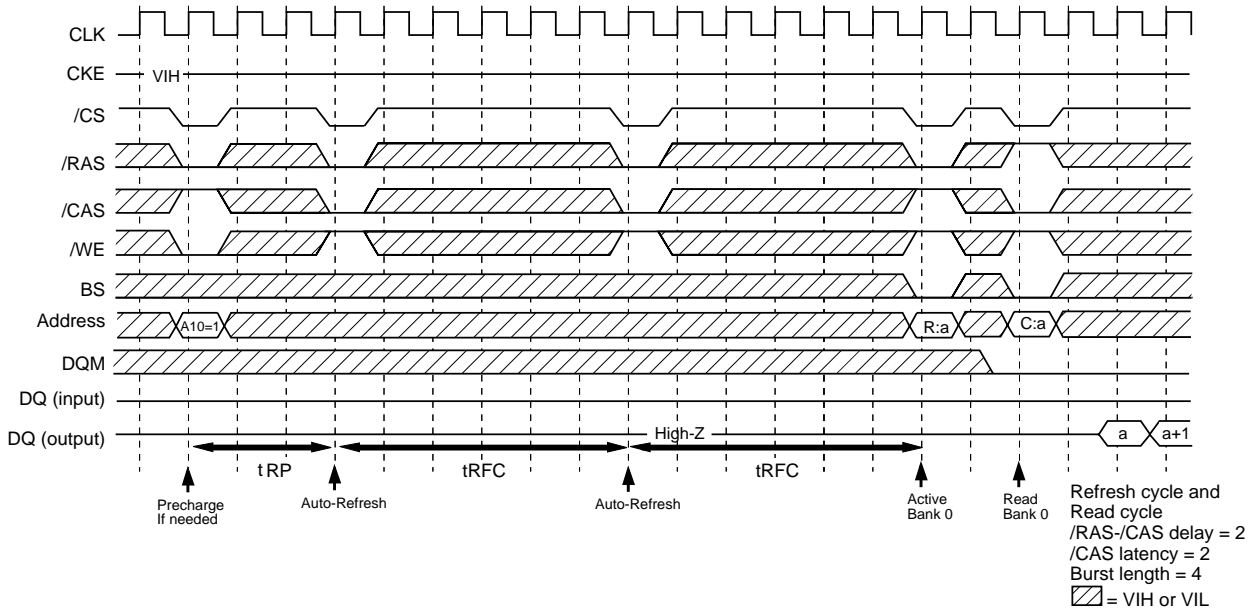 CLK
CKE VIH
/CS
/RAS
/CAS
/WE
BS
Address A10=1 R:a C:a
DQM
DQ (input)
DQ (output) High-Z a a+1
tRP tRFC tRFC
Precharge
If needed
Auto-Refresh
Auto-Refresh
Active
Bank 0
Read
Bank 0
Refresh cycle and
Read cycle
/RAS-/CAS delay = 2
/CAS latency = 2
Burst length = 4
= VIH or VIL